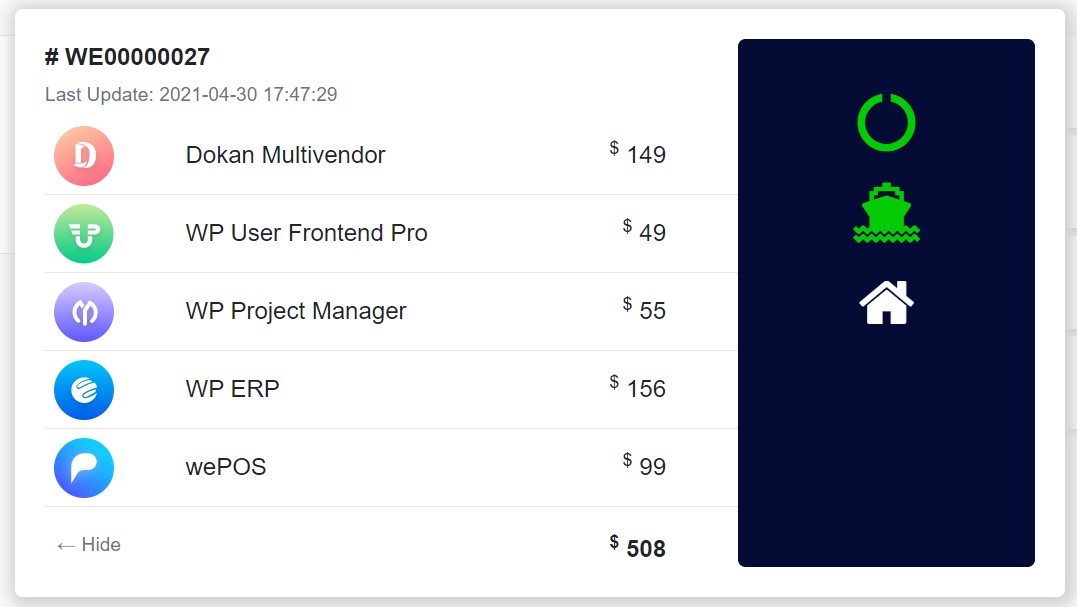 # WE00000027
Last Update: 2021-04-30 17:47:29
Dokan Multivendor $ 149
WP User Frontend Pro $ 49
WP Project Manager $ 55
WP ERP $ 156
wePOS $ 99
← Hide $ 508